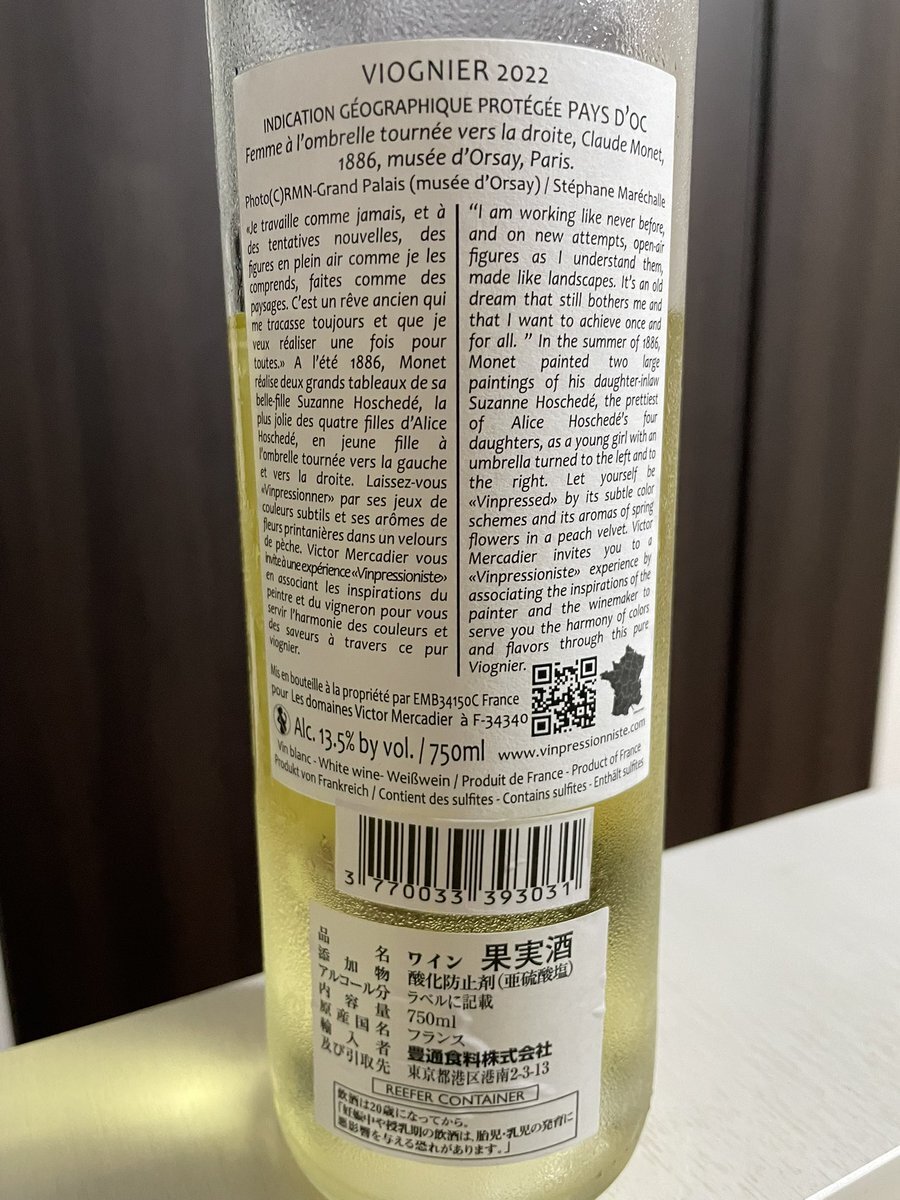 VIOGNIER 2022
INDICATION GÉOGRAPHIQUE PROTÉGÉE PAYS D'OC
Femme à l'ombrelle tournée vers la droite, Claude Monet,
1886, musée d'Orsay, Paris.
Photo(C)RMN-Grand Palais (musée d'Orsay) / Stéphane Maréchalle
«Je travaille comme jamais, et à
des tentatives nouvelles, des
figures en plein air comme je les
comprends, faites comme des
paysages. C'est un rêve ancien qui
me tracasse toujours et que je
veux réaliser une fois pour
toutes.» A l'été 1886, Monet
réalise deux grands tableaux de sa
belle-fille Suzanne Hoschedé, la
plus jolie des quatre filles d'Alice
Hoschedé, en jeune fille à
l'ombrelle tournée vers la gauche
et vers la droite. Laissez-vous
«Vinpressionner» par ses jeux de
couleurs subtils et ses arômes de
fleurs printanières dans un velours
de pêche. Victor Mercadier vous
invite à une expérience «Vinpressioniste»
en associant les inspirations du
peintre et du vigneron pour vous
servir l'harmonie des couleurs et
des saveurs à travers ce pur
viognier.
"I am working like never before,
and on new attempts, open-air
figures as I understand them,
made like landscapes. It's an old
dream that still bothers me and
that I want to achieve once and
for all. " In the summer of 1886,
Monet painted two large
paintings of his daughter-inlaw
Suzanne Hoschedé, the prettiest
of Alice Hoschedé's four
daughters, as a young girl with an
umbrella turned to the left and to
the right. Let yourself be
«Vinpressed» by its subtle color
schemes and its aromas of spring
flowers in a peach velvet. Victor
Mercadier invites you to a
«Vinpressioniste» experience by
associating the inspirations of the
painter and the winemaker to
serve you the harmony of colors
and flavors through this pure
Viognier.
Mis en bouteille à la propriété par EMB34150C France
pour Les domaines Victor Mercadier à F-34340
Alc. 13.5% by vol. / 750ml www.vinpressionniste.com
Vin blanc - White wine- Weißwein / Produit de France - Product of France
Produkt von Frankreich / Contient des sulfites - Contains sulfites - Enthält sulfites
3 770033 393031
品名 ワイン 果実酒
添加物 酸化防止剤(亜硫酸塩)
アルコール分 ラベルに記載
内容量 750ml
原産国名 フランス
輸入者 豊通食料株式会社
及び引取先 東京都港区港南2-3-13
REEFER CONTAINER
飲酒は20歳になってから。
「妊娠中や授乳期の飲酒は、胎児・乳児の発育に
悪影響を与える恐れがあります。」